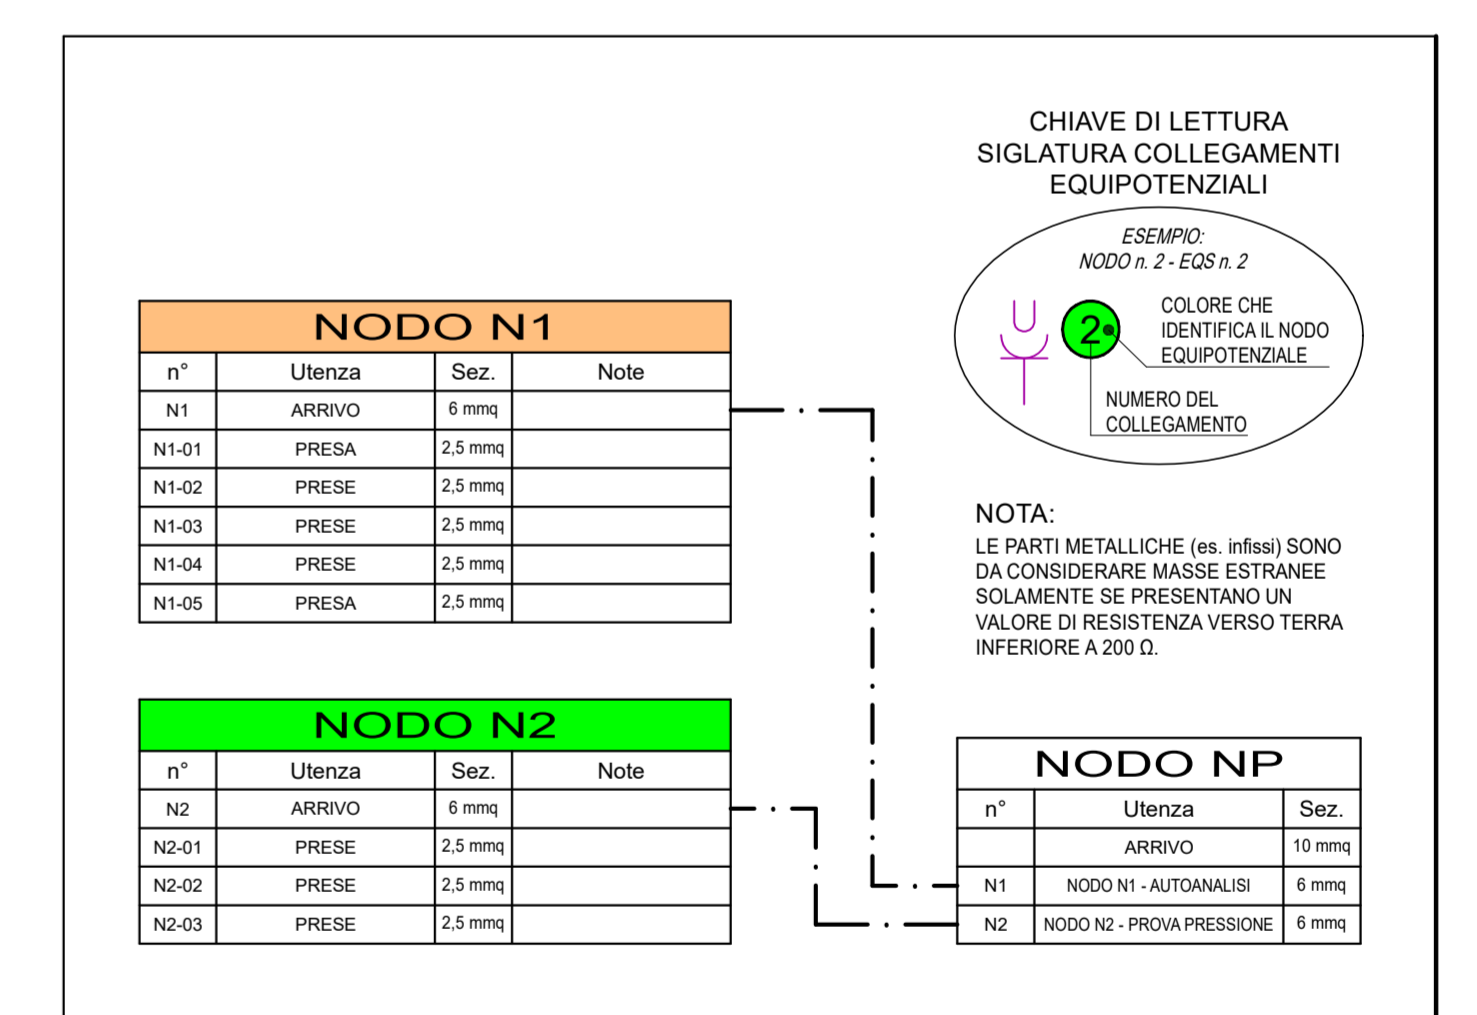 CHIAVE DI LETTURA
SIGLATURA COLLEGAMENTI
EQUIPOTENZIALI
ESEMPIO:
NODO n. 2 - EQS n. 2
2
COLORE CHE
IDENTIFICA IL NODO
EQUIPOTENZIALE
NUMERO DEL
COLLEGAMENTO
NODO N1
n° Utenza Sez. Note
N1 ARRIVO 6 mmq
N1-01 PRESA 2,5 mmq
N1-02 PRESE 2,5 mmq
N1-03 PRESE 2,5 mmq
N1-04 PRESE 2,5 mmq
N1-05 PRESA 2,5 mmq
NOTA:
LE PARTI METALLICHE (es. infissi) SONO
DA CONSIDERARE MASSE ESTRANEE
SOLAMENTE SE PRESENTANO UN
VALORE DI RESISTENZA VERSO TERRA
INFERIORE A 200 Ω.
NODO N2
n° Utenza Sez. Note
N2 ARRIVO 6 mmq
N2-01 PRESE 2,5 mmq
N2-02 PRESE 2,5 mmq
N2-03 PRESE 2,5 mmq
NODO NP
n° Utenza Sez.
ARRIVO 10 mmq
N1 NODO N1 - AUTOANALISI 6 mmq
N2 NODO N2 - PROVA PRESSIONE 6 mmq